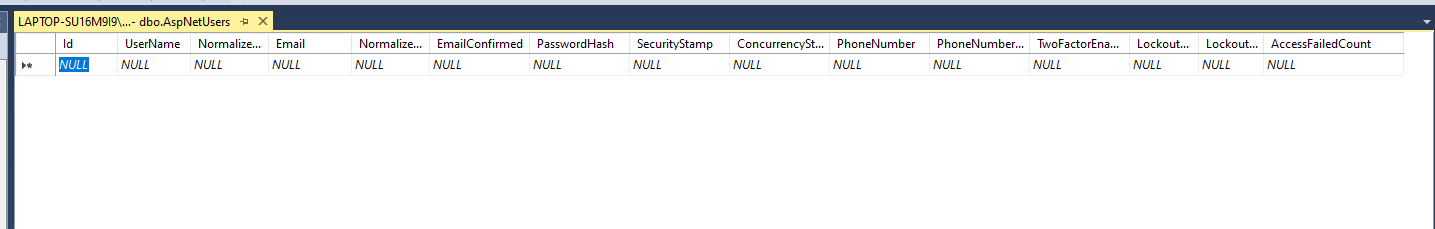 LAPTOP-SU16M9I9\...- dbo.AspNetUsers
Id UserName Normalize... Email Normalize... EmailConfirmed PasswordHash SecurityStamp ConcurrencySt... PhoneNumber PhoneNumber... TwoFactorEna... Lockout... Lockout... AccessFailedCount
NULL NULL NULL NULL NULL NULL NULL NULL NULL NULL NULL NULL NULL NULL NULL